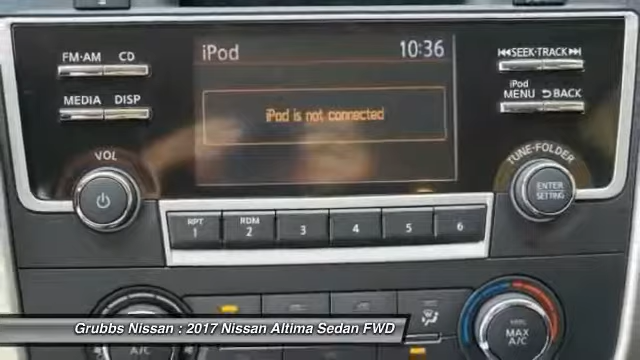 FM·AM CD
MEDIA DISP
VOL
iPod 10:36
iPod is not connected
SEEK·TRACK
iPod
MENU BACK
TUNE·FOLDER
ENTER
SETTING
RPT RDM
1 2 3 4 5 6
A/C
MAX
A/C
Grubbs Nissan : 2017 Nissan Altima Sedan FWD